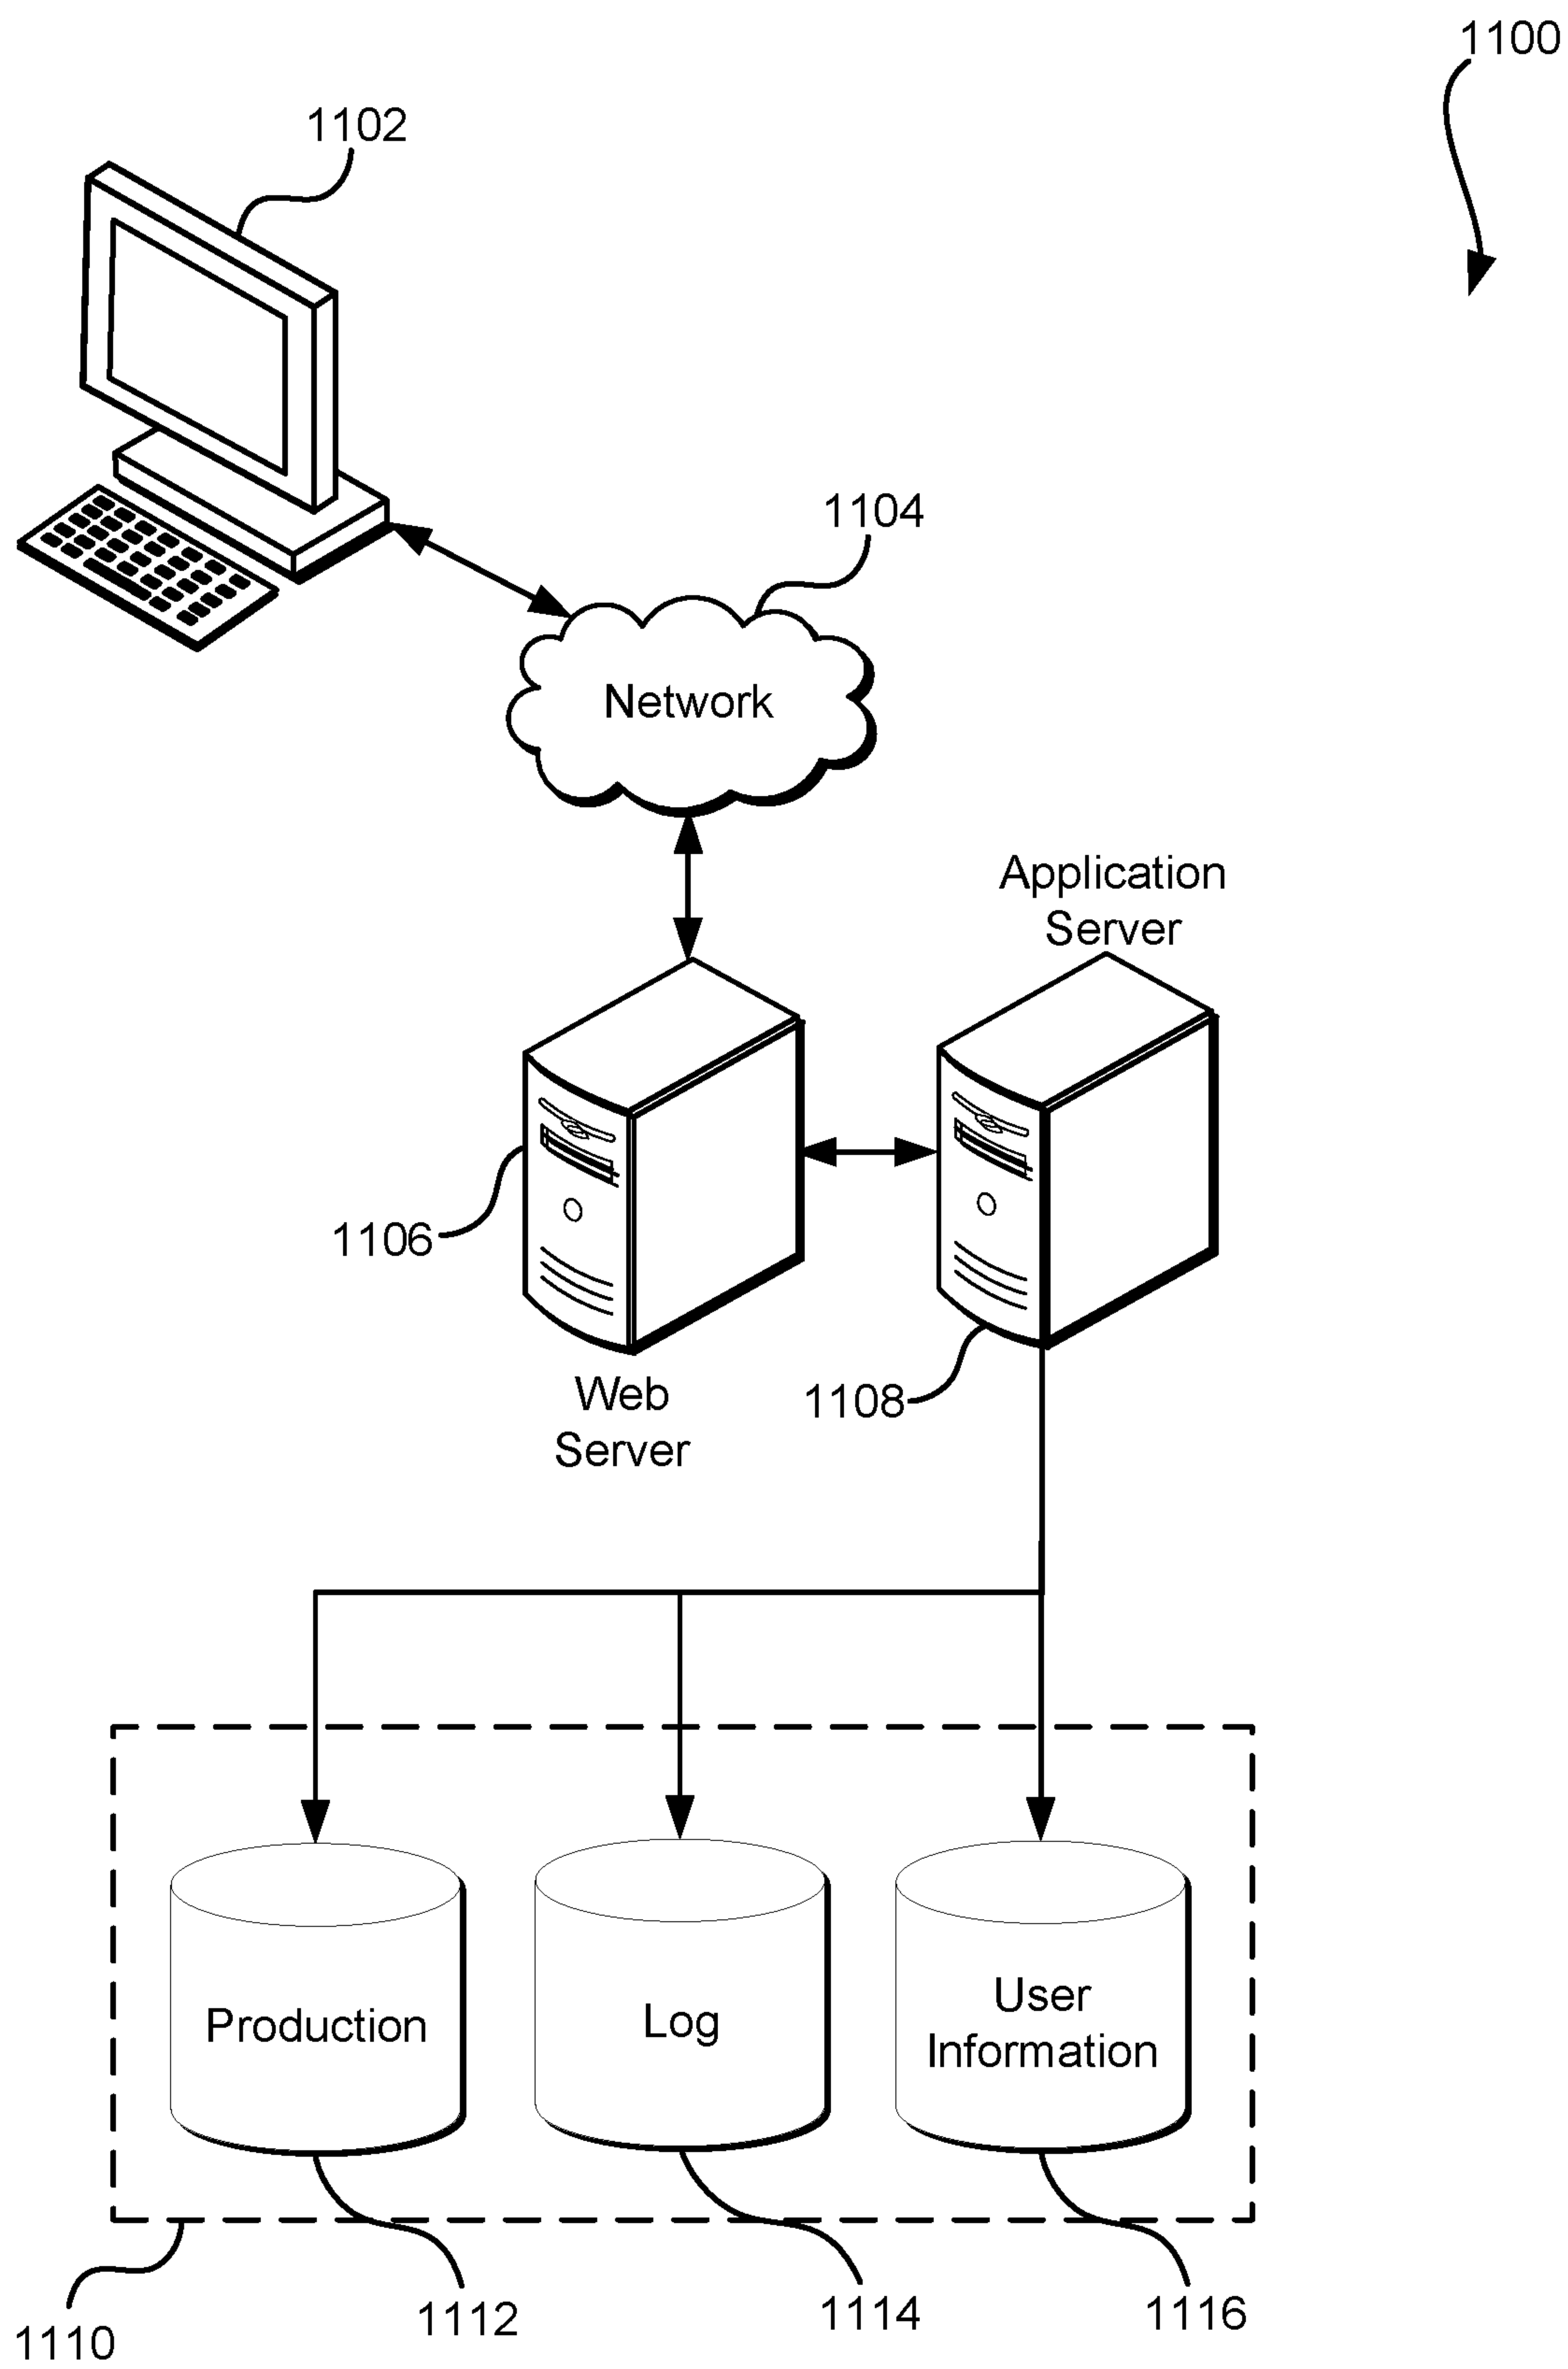 1100
1102
1104
Network
Application
Server
1106
1108
Web
Server
Production
Log
User
Information
1110
1112
1114
1116